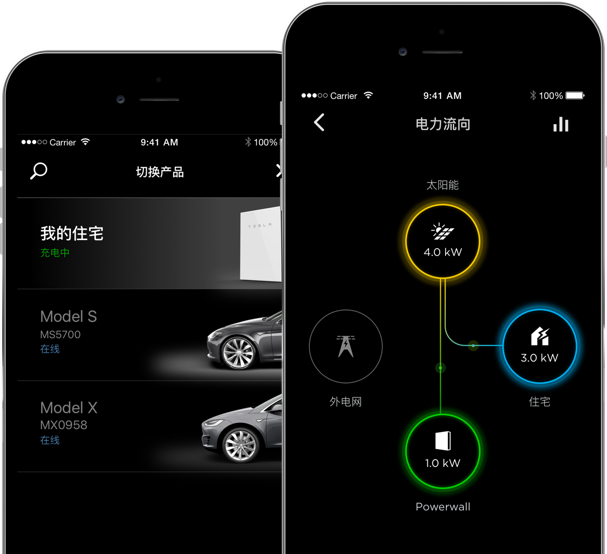 Carrier 9:41 AM 100%
切换产品
我的住宅
充电中
TESLA
Model S
MS5700
在线
Model X
MX0958
在线
Carrier 9:41 AM 100%
电力流向
太阳能
4.0 kW
3.0 kW
外电网
住宅
1.0 kW
Powerwall